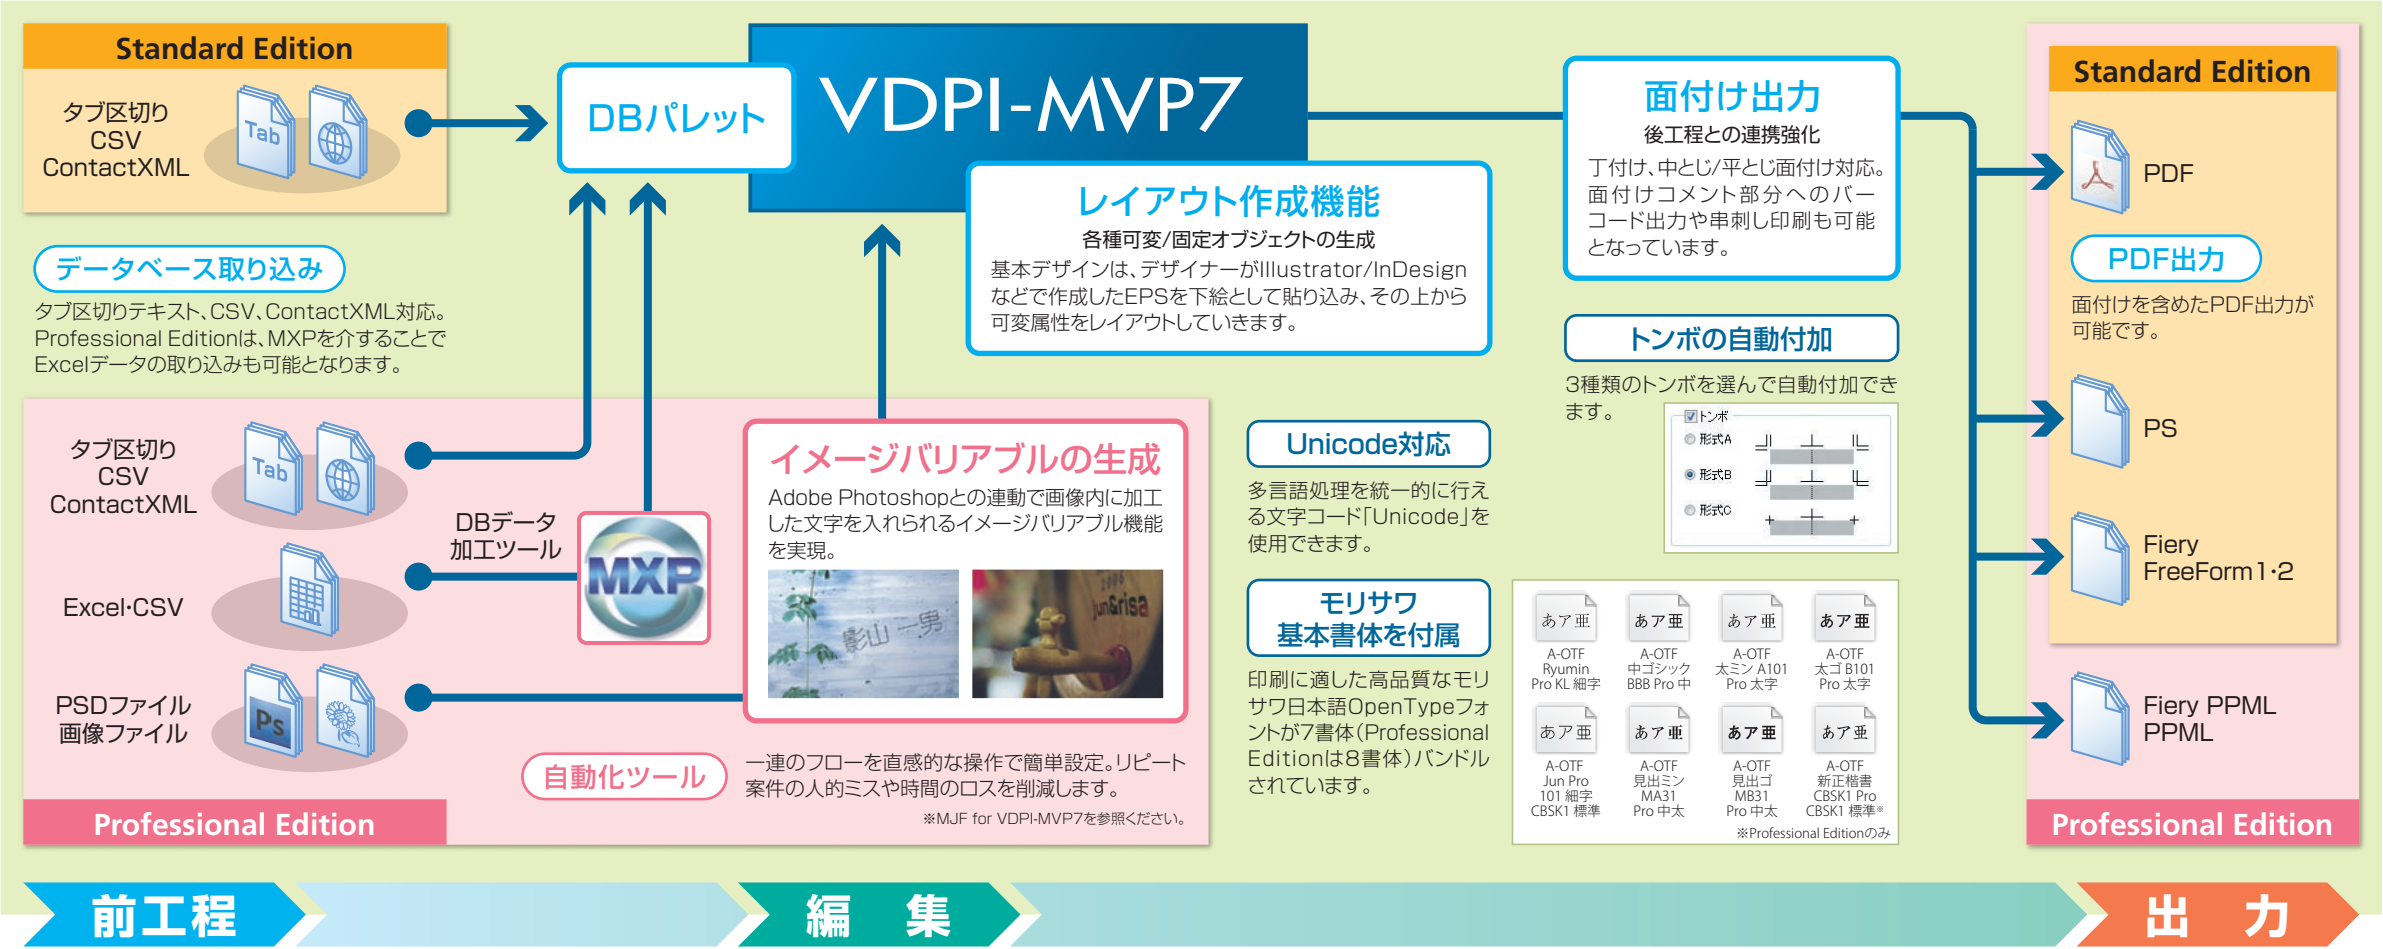 Standard Edition
タブ区切り
CSV
ContactXML
Tab
DBパレット
VDPI-MVP7
レイアウト作成機能
各種可変/固定オブジェクトの生成
基本デザインは、デザイナーがIllustrator/InDesign
などで作成したEPSを下絵として貼り込み、その上から
可変属性をレイアウトしていきます。
面付け出力
後工程との連携強化
丁付け、中とじ/平とじ面付け対応。
面付けコメント部分へのバー
コード出力や串刺し印刷も可能
となっています。
Standard Edition
PDF
PDF出力
面付けを含めたPDF出力が
可能です。
PS
Fiery
FreeForm1・2
Fiery PPML
PPML
Professional Edition
データベース取り込み
タブ区切りテキスト、CSV、ContactXML対応。
Professional Editionは、MXPを介することで
Excelデータの取り込みも可能となります。
タブ区切り
CSV
ContactXML
Tab
Excel・CSV
DBデータ
加工ツール
MXP
PSDファイル
画像ファイル
Ps
Professional Edition
イメージバリアブルの生成
Adobe Photoshopとの連動で画像内に加工
した文字を入れられるイメージバリアブル機能
を実現。
影山 一男
2006
jun&risa
自動化ツール
一連のフローを直感的な操作で簡単設定。リピート
案件の人的ミスや時間のロスを削減します。
※MJF for VDPI-MVP7を参照ください。
Unicode対応
多言語処理を統一的に行え
る文字コード「Unicode」を
使用できます。
モリサワ
基本書体を付属
印刷に適した高品質なモリ
サワ日本語OpenTypeフォ
ントが7書体(Professional
Editionは8書体)バンドル
されています。
トンボの自動付加
3種類のトンボを選んで自動付加でき
ます。
トンボ
形式A
形式B
形式C
あア亜
A-OTF
Ryumin
Pro KL 細字
あア亜
A-OTF
中ゴシック
BBB Pro 中
あア亜
A-OTF
太ミン A101
Pro 太字
あア亜
A-OTF
太ゴ B101
Pro 太字
あア亜
A-OTF
Jun Pro
101 細字
CBSK1 標準
あア亜
A-OTF
見出ミン
MA31
Pro 中太
あア亜
A-OTF
見出ゴ
MB31
Pro 中太
あア亜
A-OTF
新正楷書
CBSK1 Pro
CBSK1 標準※
※Professional Editionのみ
前工程
編 集
出 力